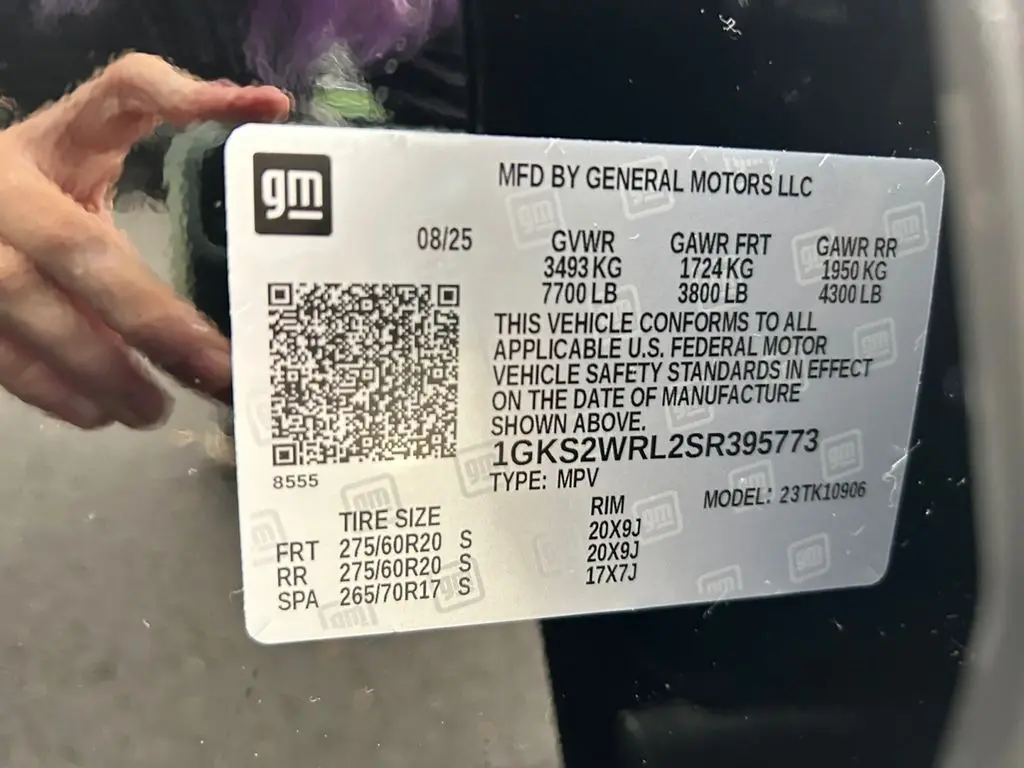 gm
MFD BY GENERAL MOTORS LLC
08/25 GVWR GAWR FRT GAWR RR
3493 KG 1724 KG 1950 KG
7700 LB 3800 LB 4300 LB
THIS VEHICLE CONFORMS TO ALL
APPLICABLE U.S. FEDERAL MOTOR
VEHICLE SAFETY STANDARDS IN EFFECT
ON THE DATE OF MANUFACTURE
SHOWN ABOVE.
1GKS2WRL2SR395773
8555
TYPE: MPV MODEL: 23TK10906
TIRE SIZE RIM
FRT 275/60R20 S 20X9J
RR 275/60R20 S 20X9J
SPA 265/70R17 S 17X7J